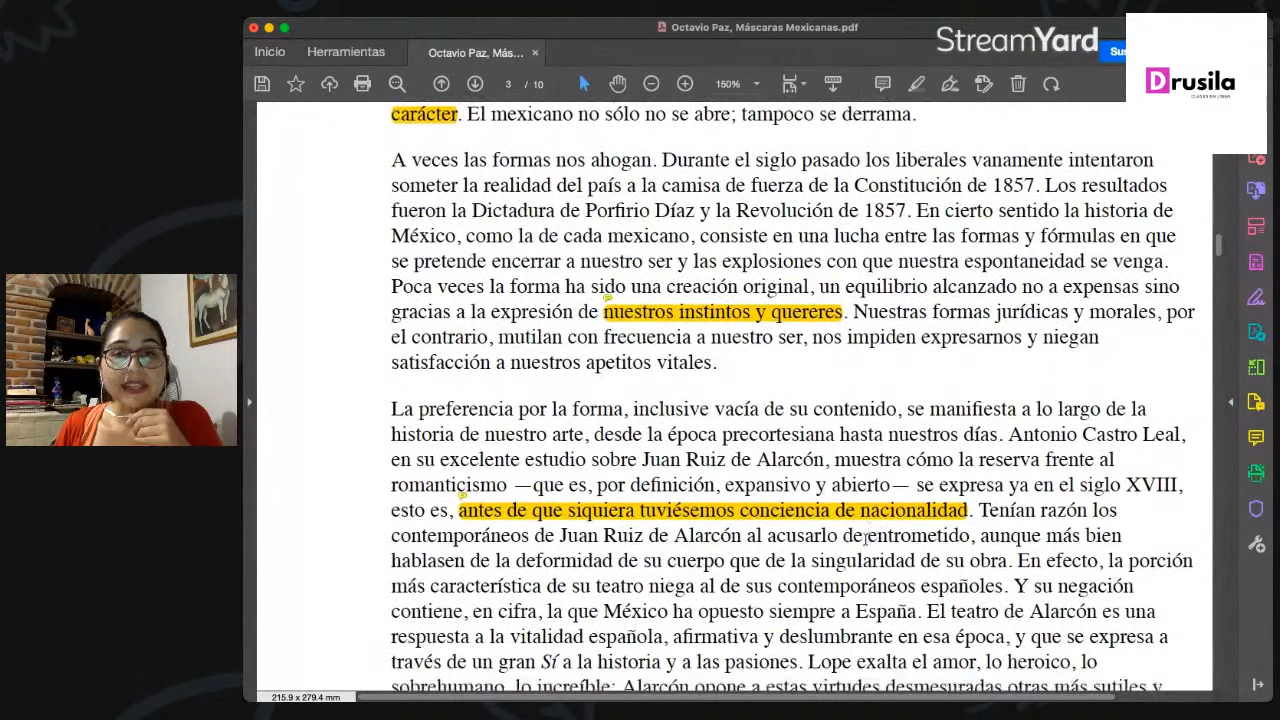 Octavio Paz, Máscaras Mexicanas.pdf
StreamYard
Inicio
Herramientas
Octavio Paz, Más...
×
Sus
Drusila
CLASES EN LÍNEA
3 / 10
150%
carácter. El mexicano no sólo no se abre; tampoco se derrama.
A veces las formas nos ahogan. Durante el siglo pasado los liberales vanamente intentaron
someter la realidad del país a la camisa de fuerza de la Constitución de 1857. Los resultados
fueron la Dictadura de Porfirio Díaz y la Revolución de 1857. En cierto sentido la historia de
México, como la de cada mexicano, consiste en una lucha entre las formas y fórmulas en que
se pretende encerrar a nuestro ser y las explosiones con que nuestra espontaneidad se venga.
Poca veces la forma ha sido una creación original, un equilibrio alcanzado no a expensas sino
gracias a la expresión de nuestros instintos y quereres. Nuestras formas jurídicas y morales, por
el contrario, mutilan con frecuencia a nuestro ser, nos impiden expresarnos y niegan
satisfacción a nuestros apetitos vitales.
La preferencia por la forma, inclusive vacía de su contenido, se manifiesta a lo largo de la
historia de nuestro arte, desde la época precortesiana hasta nuestros días. Antonio Castro Leal,
en su excelente estudio sobre Juan Ruiz de Alarcón, muestra cómo la reserva frente al
romanticismo —que es, por definición, expansivo y abierto— se expresa ya en el siglo XVIII,
esto es, antes de que siquiera tuviésemos conciencia de nacionalidad. Tenían razón los
contemporáneos de Juan Ruiz de Alarcón al acusarlo de entrometido, aunque más bien
hablasen de la deformidad de su cuerpo que de la singularidad de su obra. En efecto, la porción
más característica de su teatro niega al de sus contemporáneos españoles. Y su negación
contiene, en cifra, la que México ha opuesto siempre a España. El teatro de Alarcón es una
respuesta a la vitalidad española, afirmativa y deslumbrante en esa época, y que se expresa a
través de un gran Sí a la historia y a las pasiones. Lope exalta el amor, lo heroico, lo
sobrehumano, lo increíble; Alarcón opone a estas virtudes desmesuradas otras más sutiles y
215.9 x 279.4 mm